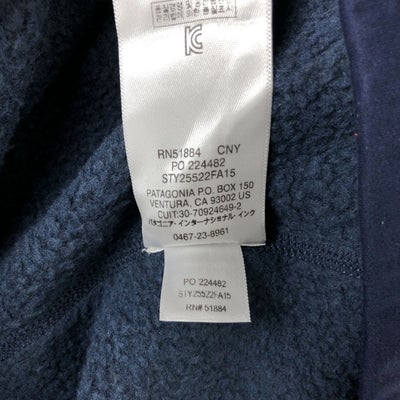 RN51884 CNY
PO 224482
STY25522FA15
PATAGONIA P.O. BOX 150
VENTURA, CA 93002 US
CUIT:30-70924649-2
パタゴニア・インターナショナル・インク
0467-23-8961
PO 224482
STY25522FA15
RN# 51884